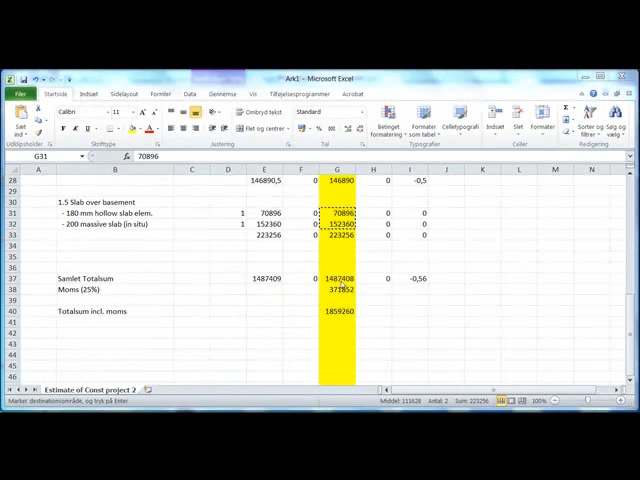 Ark1 - Microsoft Excel
Filer Startside Indsæt Sidelayout Formler Data Gennemse Vis Tilføjelsesprogrammer Acrobat
Calibri 11 Ombryd tekst Standard
Sæt ind Flet og centrer Betinget formatering Formater som tabel Celletypografi Indsæt Slet Formater Sorter og filtrer Søg og vælg
Udklipsholder Skrifttype Justering Tal Typografier Celler Redigering
G31 fx 70896
A B C D E F G H I J K L M
28 146890,5 0 146890 0 -0,5
29
30 1.5 Slab over basement
31 - 180 mm hollow slab elem. 1 70896 0 70896 0 0
32 - 200 massive slab (in situ) 1 152360 0 152360 0 0
33 223256 0 223256 0 0
34
35
36
37 Samlet Totalsum 1487409 0 1487408 0 -0,56
38 Moms (25%) 371852
39
40 Totalsum incl. moms 1859260
41
42
43
44
45
46
Estimate of Const project 2
Marker destinationsområde, og tryk på Enter Middel: 111628 Antal: 2 Sum: 223256 100%